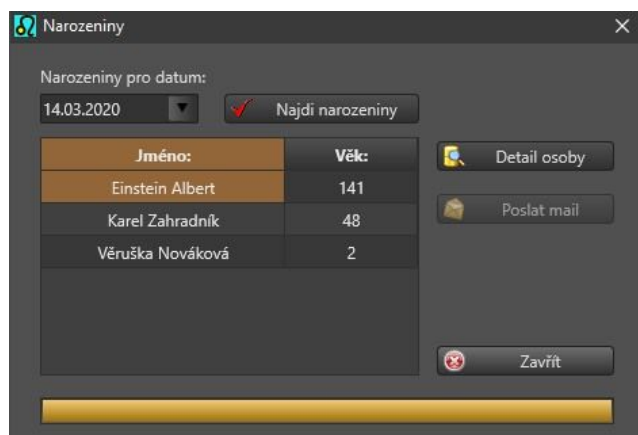 Narozeniny
Narozeniny pro datum:
14.03.2020
Najdi narozeniny
Jméno: Věk:
Einstein Albert 141
Karel Zahradník 48
Věruška Nováková 2
Detail osoby
Poslat mail
Zavřít